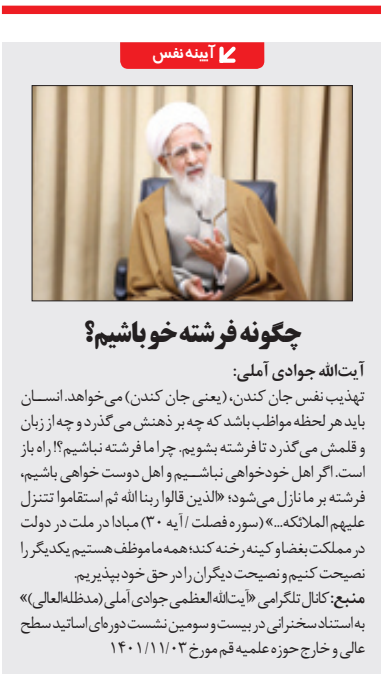 آیینه نفس
چگونه فرشته خو باشیم؟
آیت‌الله جوادی آملی:
تهذیب نفس جان کندن، (یعنی جان کندن) می‌خواهد. انسان
باید هر لحظه مواظب باشد که چه بر ذهنش می‌گذرد و چه از زبان
و قلمش می‌گذرد تا فرشته بشویم. چرا ما فرشته نباشیم؟! راه باز
است. اگر اهل خودخواهی نباشیم و اهل دوست خواهی باشیم،
فرشته بر ما نازل می‌شود؛ «الذین قالوا ربنا الله ثم استقاموا تتنزل
علیهم الملائکه...» (سوره فصلت / آیه ۳۰) مبادا در ملت در دولت
در مملکت بغضا و کینه رخنه کند؛ همه ما موظف هستیم یکدیگر را
نصیحت کنیم و نصیحت دیگران را در حق خود بپذیریم.
منبع: کانال تلگرامی «آیت‌الله‌العظمی جوادی آملی (مدظله‌العالی)»
به استناد سخنرانی در بیست و سومین نشست دوره‌ای اساتید سطح
عالی و خارج حوزه علمیه قم مورخ ۱۴۰۱/۱۱/۰۳